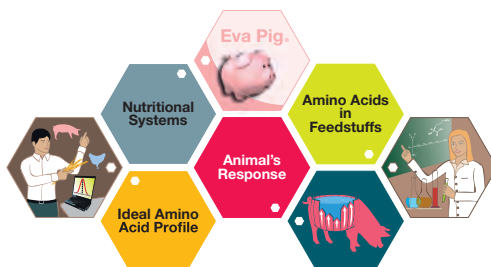 Eva Pig®
Nutritional
Systems
Amino Acids
in
Feedstuffs
Animal's
Response
Ideal Amino
Acid Profile